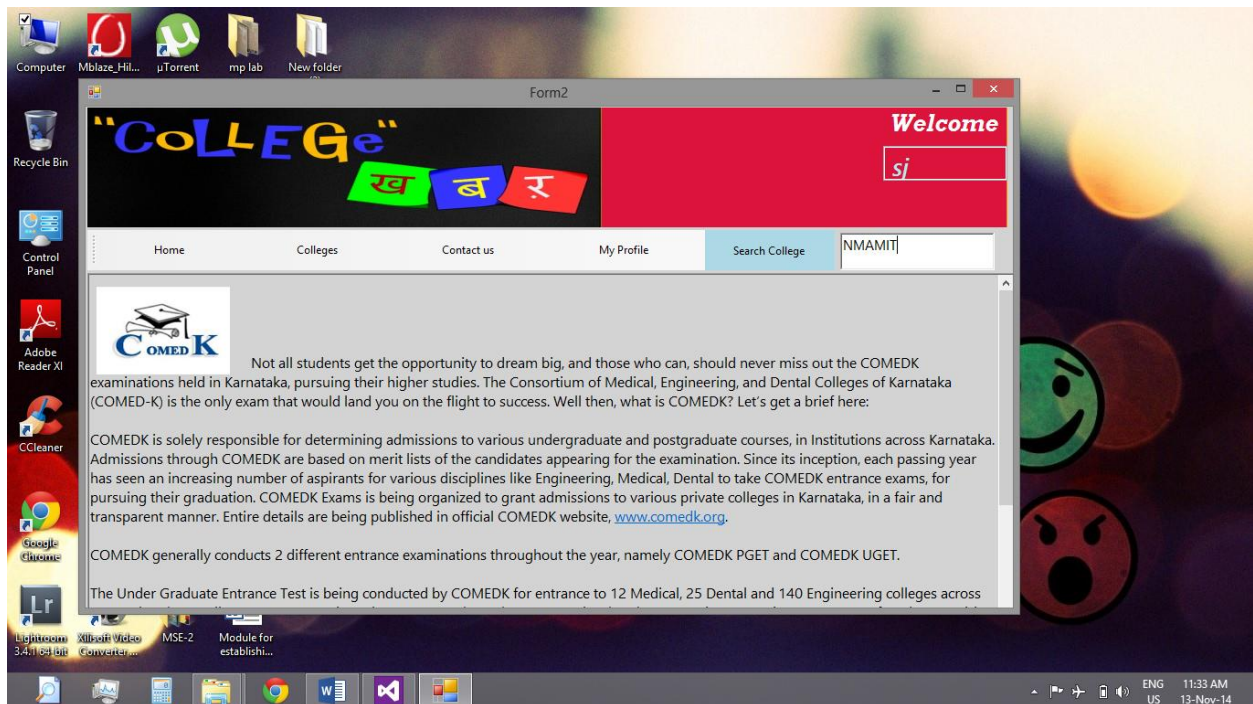 Computer
Mblaze_Hil...
µTorrent
mp lab
New folder
Recycle Bin
Control
Panel
Adobe
Reader XI
CCleaner
Google
Chrome
Lightroom
3.4.1 64-bit
Xilisoft Video
Converter ...
MSE-2
Module for
establishi...
Form2
"CoLLEGe"
ख ब र
Welcome
sj
Home
Colleges
Contact us
My Profile
Search College
NMAMIT
COMEDK
Not all students get the opportunity to dream big, and those who can, should never miss out the COMEDK
examinations held in Karnataka, pursuing their higher studies. The Consortium of Medical, Engineering, and Dental Colleges of Karnataka
(COMED-K) is the only exam that would land you on the flight to success. Well then, what is COMEDK? Let's get a brief here:
COMEDK is solely responsible for determining admissions to various undergraduate and postgraduate courses, in Institutions across Karnataka.
Admissions through COMEDK are based on merit lists of the candidates appearing for the examination. Since its inception, each passing year
has seen an increasing number of aspirants for various disciplines like Engineering, Medical, Dental to take COMEDK entrance exams, for
pursuing their graduation. COMEDK Exams is being organized to grant admissions to various private colleges in Karnataka, in a fair and
transparent manner. Entire details are being published in official COMEDK website, www.comedk.org.
COMEDK generally conducts 2 different entrance examinations throughout the year, namely COMEDK PGET and COMEDK UGET.
The Under Graduate Entrance Test is being conducted by COMEDK for entrance to 12 Medical, 25 Dental and 140 Engineering colleges across
Lr
ENG
US
11:33 AM
13-Nov-14